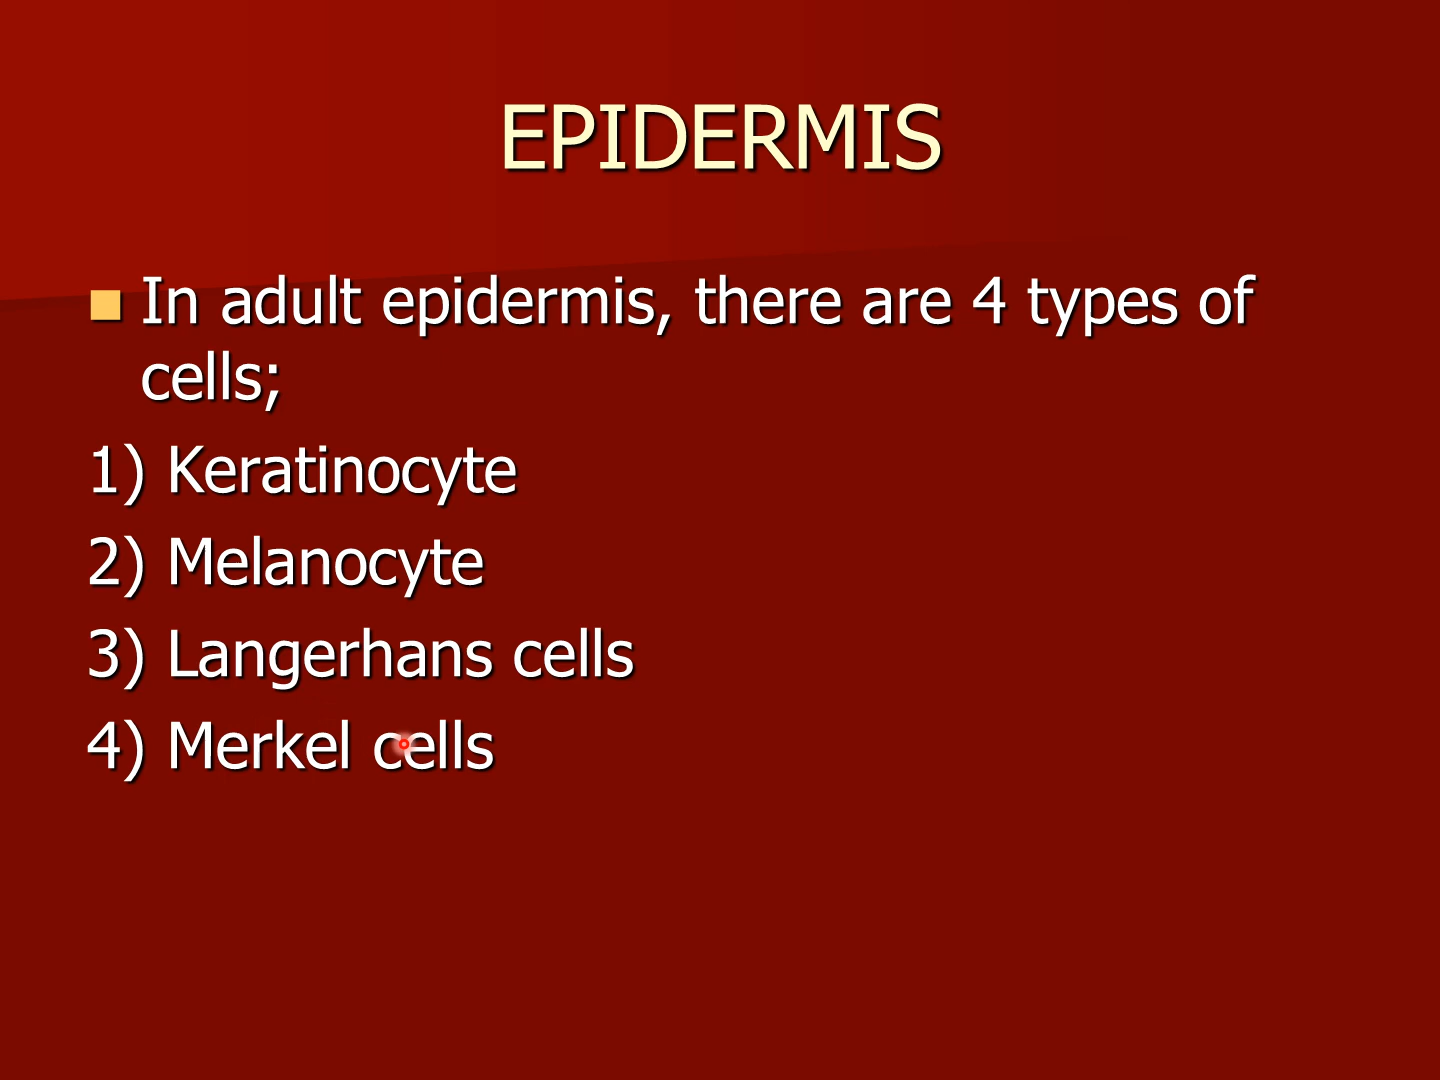 EPIDERMIS
In adult epidermis, there are 4 types of
cells;
1) Keratinocyte
2) Melanocyte
3) Langerhans cells
4) Merkel cells